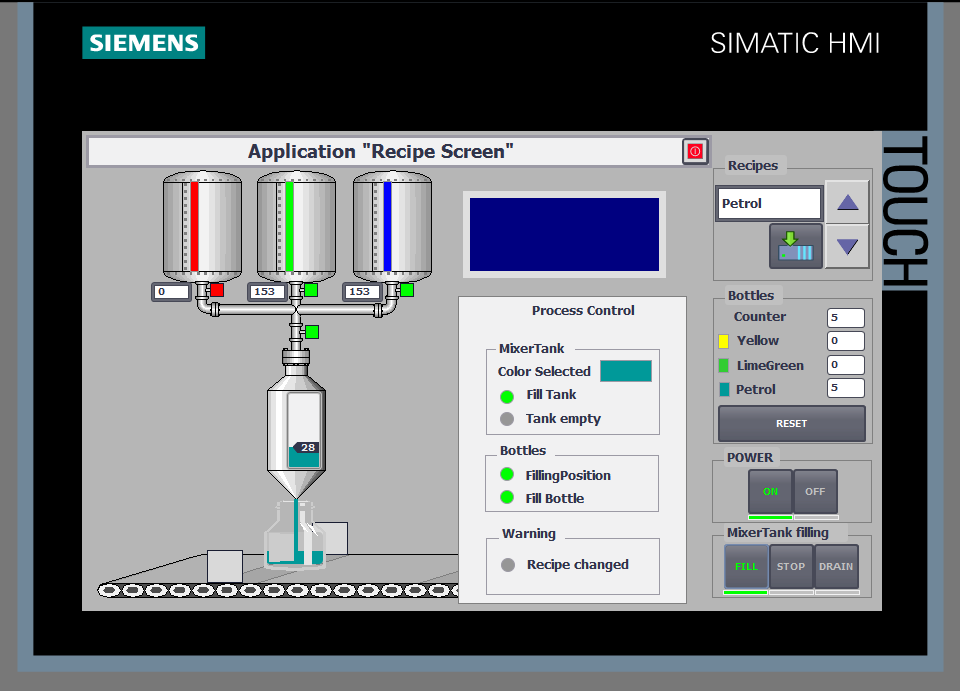 SIEMENS
SIMATIC HMI
TOUCH
Application "Recipe Screen"
0
153
153
28
Process Control
MixerTank
Color Selected
Fill Tank
Tank empty
Bottles
FillingPosition
Fill Bottle
Warning
Recipe changed
Recipes
Petrol
Bottles
Counter 5
Yellow 0
LimeGreen 0
Petrol 5
RESET
POWER
ON OFF
MixerTank filling
FILL STOP DRAIN